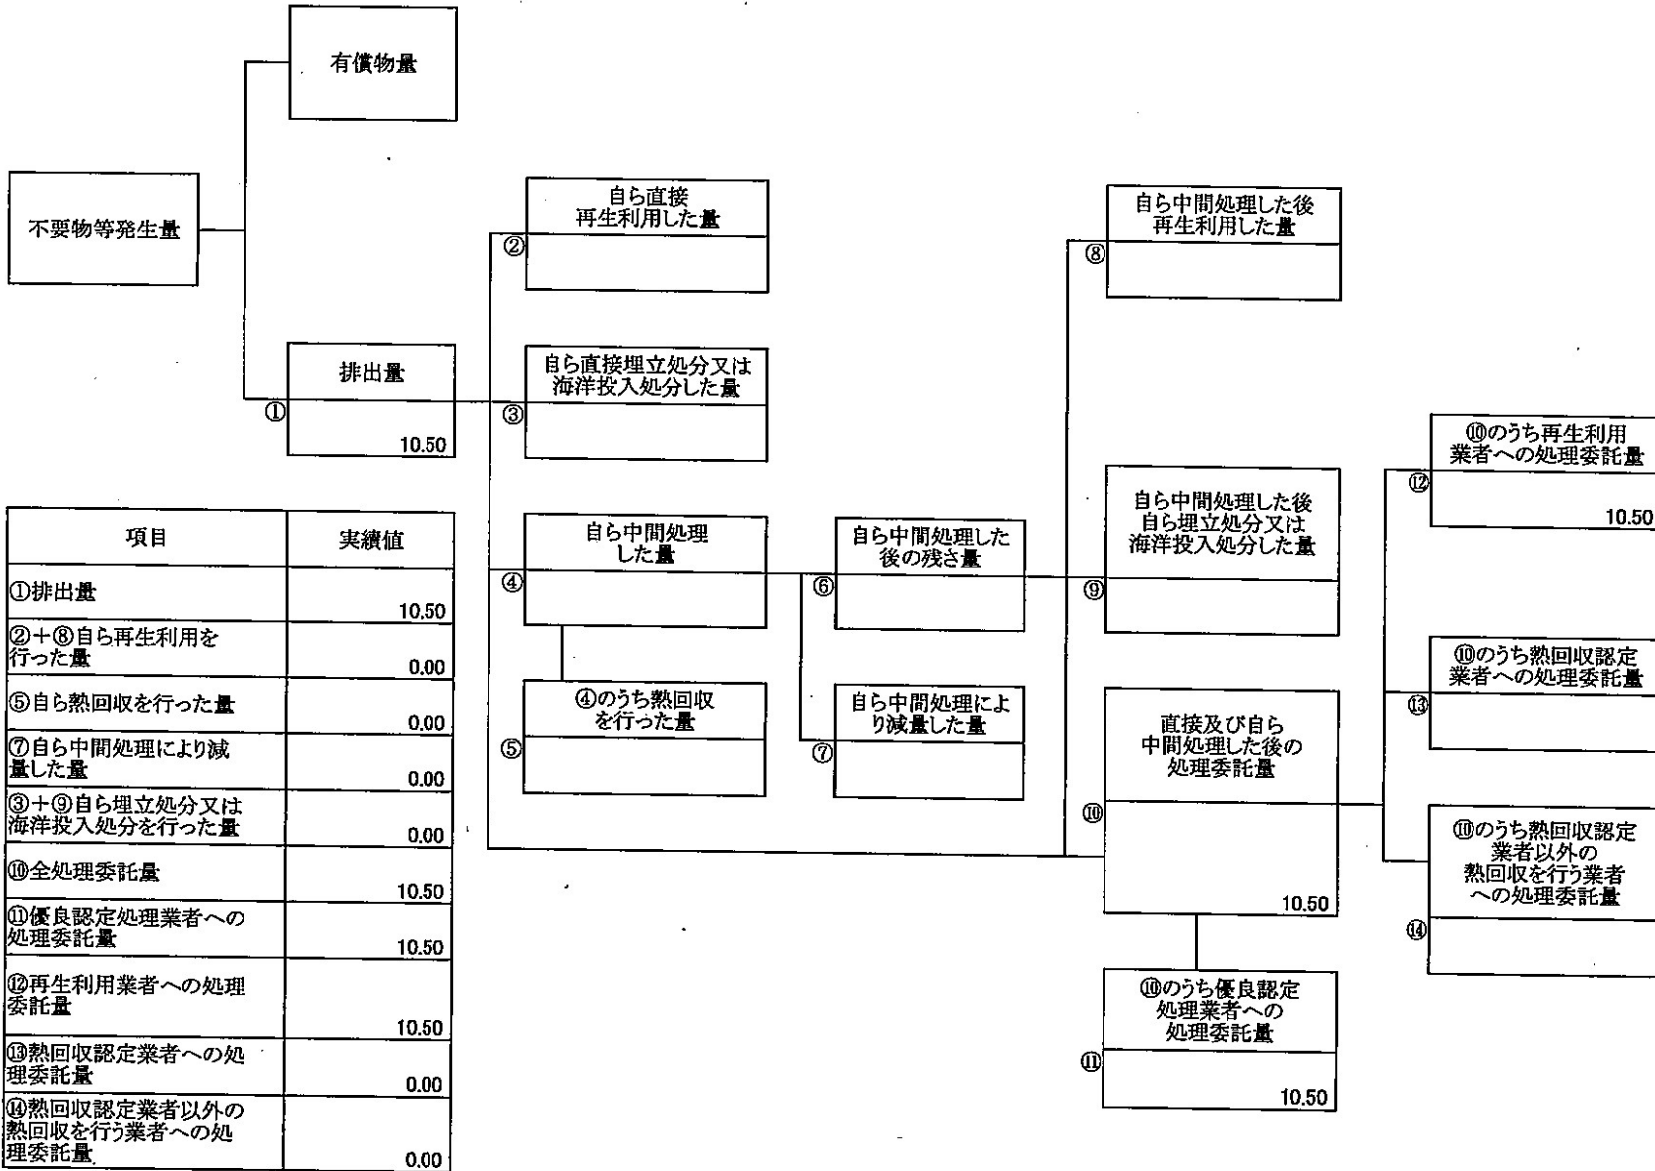 有償物量
不要物等発生量
排出量
①
10.50
自ら直接
再生利用した量
②
自ら直接埋立処分又は
海洋投入処分した量
③
自ら中間処理
した量
④
④のうち熱回収
を行った量
⑤
自ら中間処理した
後の残さ量
⑥
自ら中間処理によ
り減量した量
⑦
自ら中間処理した後
再生利用した量
⑧
自ら中間処理した後
自ら埋立処分又は
海洋投入処分した量
⑨
直接及び自ら
中間処理した後の
処理委託量
⑩
10.50
⑩のうち優良認定
処理業者への
処理委託量
⑪
10.50
⑩のうち再生利用
業者への処理委託量
⑫
10.50
⑩のうち熱回収認定
業者への処理委託量
⑬
⑩のうち熱回収認定
業者以外の
熱回収を行う業者
への処理委託量
⑭
項目 実績値
①排出量 10.50
②+⑧自ら再生利用を
行った量 0.00
⑤自ら熱回収を行った量 0.00
⑦自ら中間処理により減
量した量 0.00
③+⑨自ら埋立処分又は
海洋投入処分を行った量 0.00
⑩全処理委託量 10.50
⑪優良認定処理業者への
処理委託量 10.50
⑫再生利用業者への処理
委託量 10.50
⑬熱回収認定業者への処
理委託量 0.00
⑭熱回収認定業者以外の
熱回収を行う業者への処
理委託量 0.00